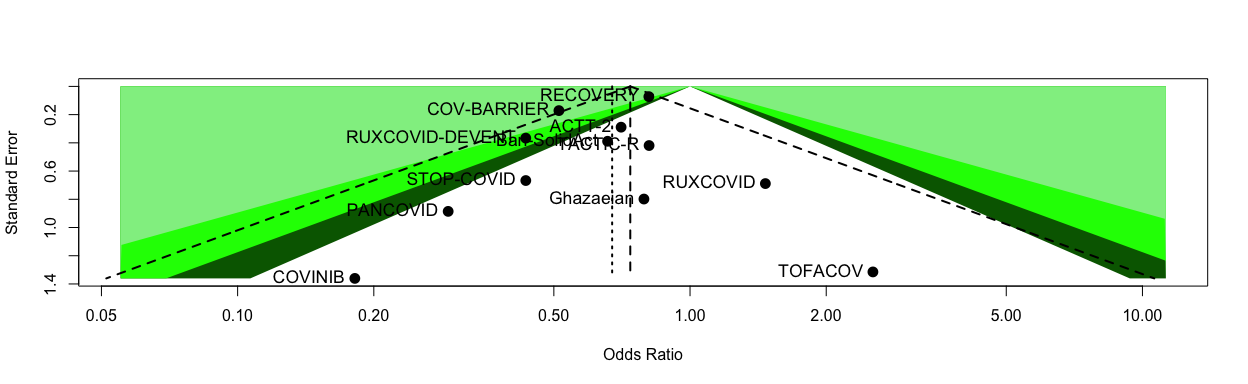 RECOVERY
COV-BARRIER
ACTT-2
RUXCOVID-DEVENT
Bari-SolidAct
TACTIC-R
STOP-COVID
RUXCOVID
Ghazaeian
PANCOVID
TOFACOV
COVINIB
Standard Error
0.2
0.6
1.0
1.4
0.05
0.10
0.20
0.50
1.00
2.00
5.00
10.00
Odds Ratio